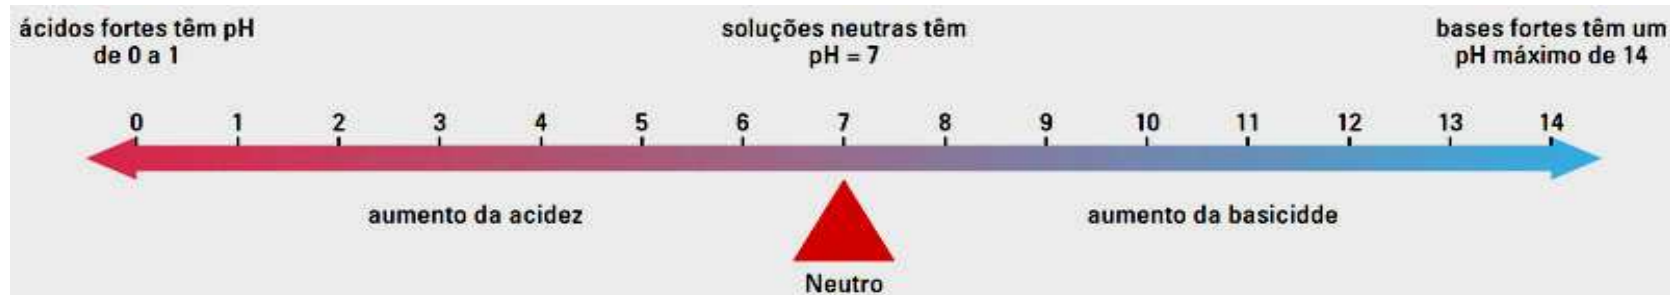 ácidos fortes têm pH
de 0 a 1
soluções neutras têm
pH = 7
bases fortes têm um
pH máximo de 14
0 1 2 3 4 5 6 7 8 9 10 11 12 13 14
aumento da acidez
aumento da basicidde
Neutro